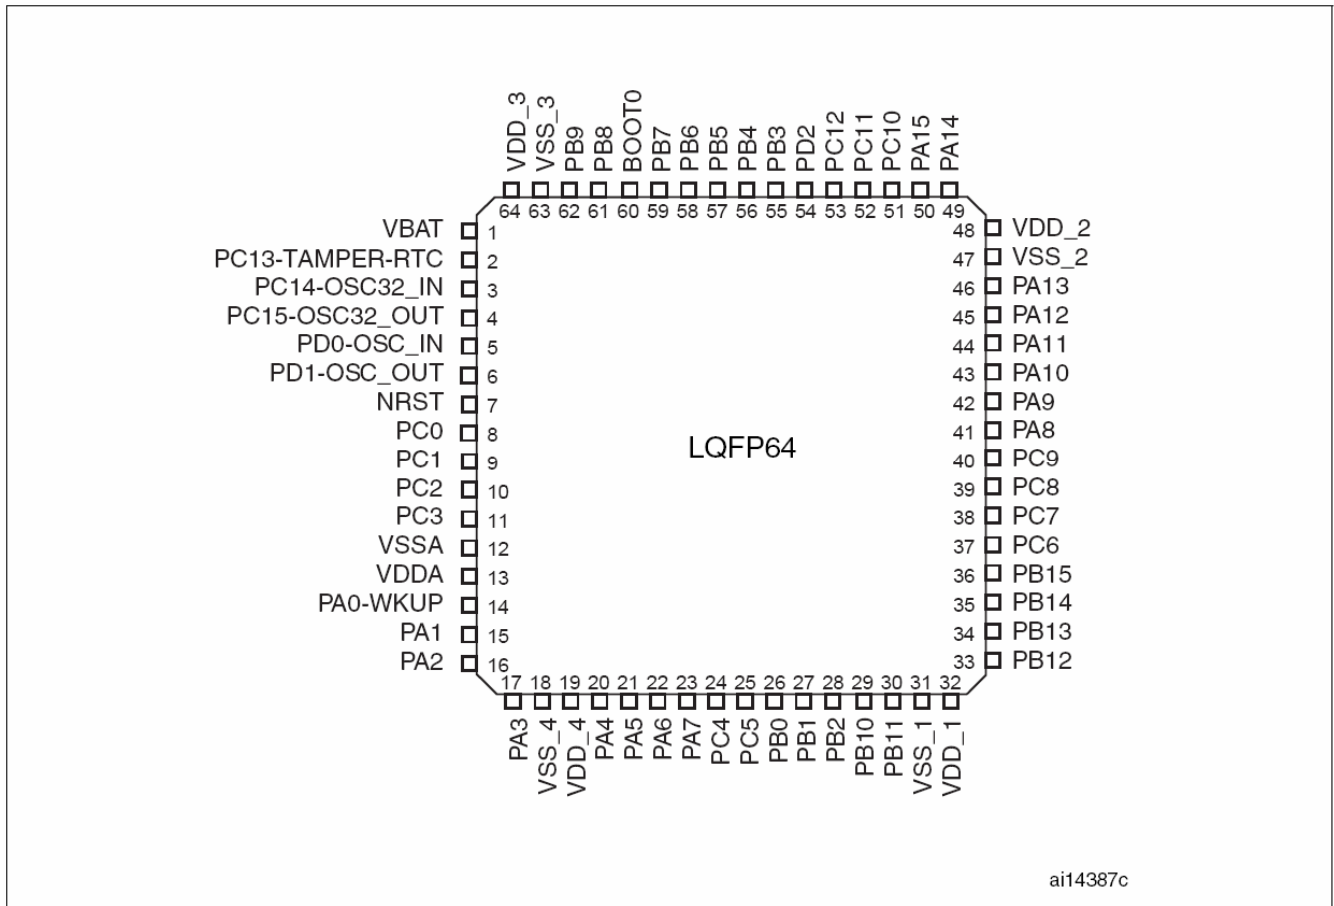 VDD_3
VSS_3
PB9
PB8
BOOT0
PB7
PB6
PB5
PB4
PB3
PD2
PC12
PC11
PC10
PA15
PA14
64 63 62 61 60 59 58 57 56 55 54 53 52 51 50 49
VBAT 1 48 VDD_2
PC13-TAMPER-RTC 2 47 VSS_2
PC14-OSC32_IN 3 46 PA13
PC15-OSC32_OUT 4 45 PA12
PD0-OSC_IN 5 44 PA11
PD1-OSC_OUT 6 43 PA10
NRST 7 42 PA9
PC0 8 41 PA8
LQFP64
PC1 9 40 PC9
PC2 10 39 PC8
PC3 11 38 PC7
VSSA 12 37 PC6
VDDA 13 36 PB15
PA0-WKUP 14 35 PB14
PA1 15 34 PB13
PA2 16 33 PB12
17 18 19 20 21 22 23 24 25 26 27 28 29 30 31 32
PA3
VSS_4
VDD_4
PA4
PA5
PA6
PA7
PC4
PC5
PB0
PB1
PB2
PB10
PB11
VSS_1
VDD_1
ai14387c